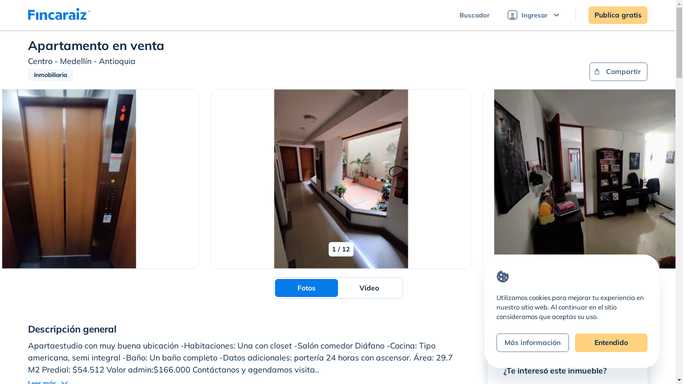 Fincaraiz
Buscador
Ingresar
Publica gratis
Apartamento en venta
Centro - Medellín - Antioquia
Inmobiliaria
Compartir
1 / 12
Fotos
Video
Descripción general
Apartaestudio con muy buena ubicación -Habitaciones: Una con closet -Salón comedor Diáfano -Cocina: Tipo
americana, semi integral -Baño: Un baño completo -Datos adicionales: portería 24 horas con ascensor. Área: 29.7
M2 Predial: $54.512 Valor admin:$166.000 Contáctanos y agendamos visita..
Leer más
Utilizamos cookies para mejorar tu experiencia en
nuestro sitio web. Al continuar en el sitio
consideramos que aceptas su uso.
Más información
Entendido
¿Te interesó este inmueble?